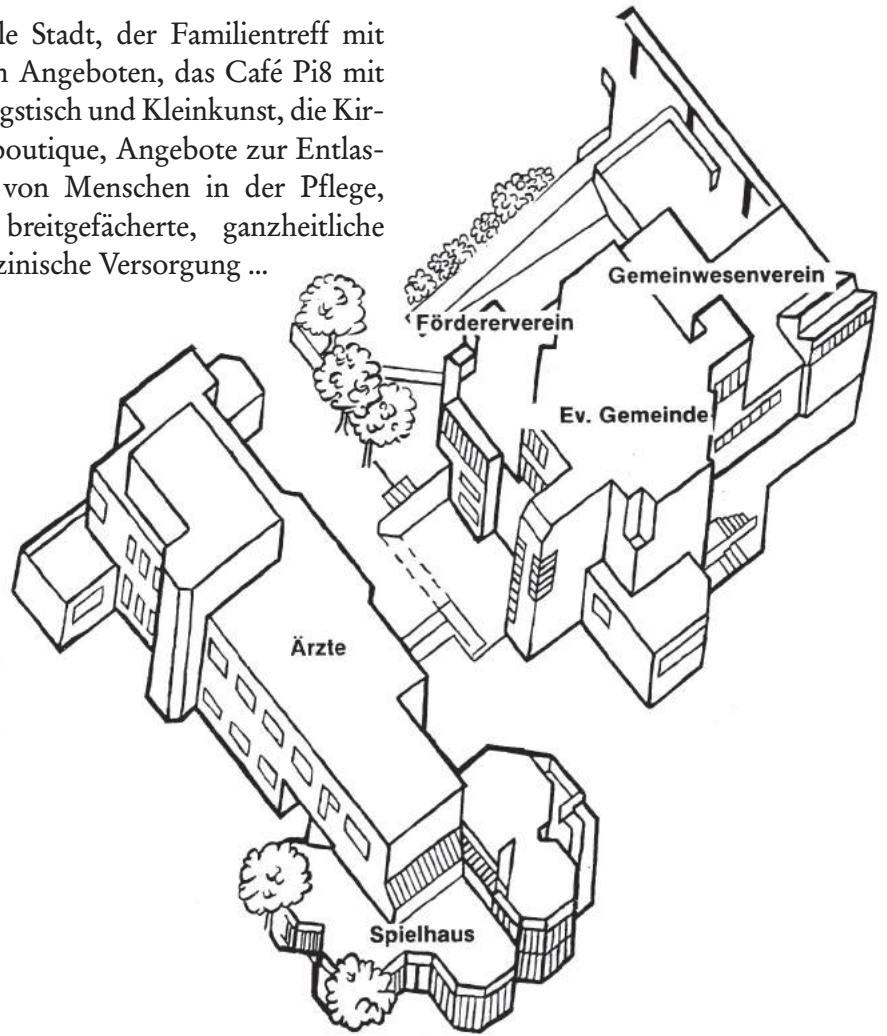 le Stadt, der Familientreff mit
n Angeboten, das Café Pi8 mit
gstisch und Kleinkunst, die Kir-
boutique, Angebote zur Entlas-
von Menschen in der Pflege,
breitgefächerte, ganzheitliche
zinische Versorgung ...
Gemeinwesenverein
Fördererverein
Ev. Gemeinde
Ärzte
Spielhaus